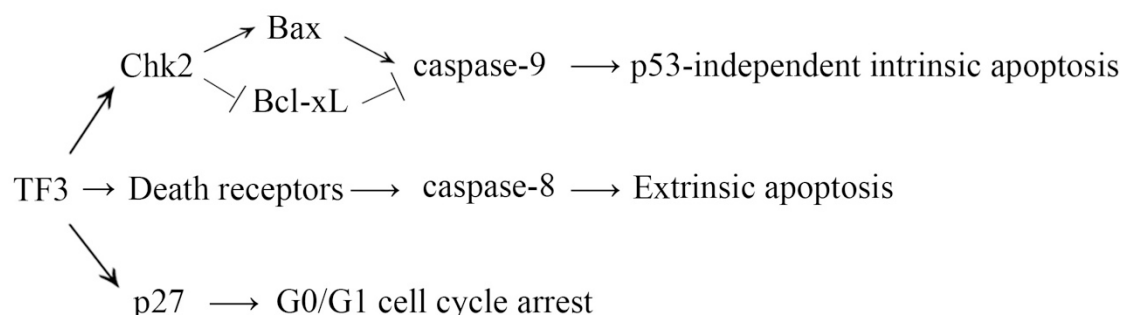 Bax
Chk2 caspase-9 p53-independent intrinsic apoptosis
Bcl-xL
TF3 Death receptors caspase-8 Extrinsic apoptosis
p27 G0/G1 cell cycle arrest